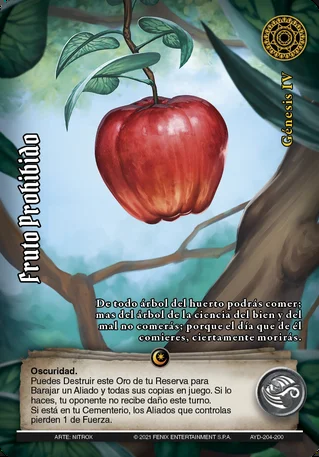 Génesis IV
Fruto Prohibido
De todo árbol del huerto podrás comer;
mas del árbol de la ciencia del bien y del
mal no comerás; porque el día que de él
comieres, ciertamente morirás.
Oscuridad.
Puedes Destruir este Oro de tu Reserva para
Barajar un Aliado y todas sus copias en juego. Si lo
haces, tu oponente no recibe daño este turno.
Si está en tu Cementerio, los Aliados que controlas
pierden 1 de Fuerza.
ARTE: NITROX © 2021 FENIX ENTERTAINMENT S.P.A. AYD-204-200